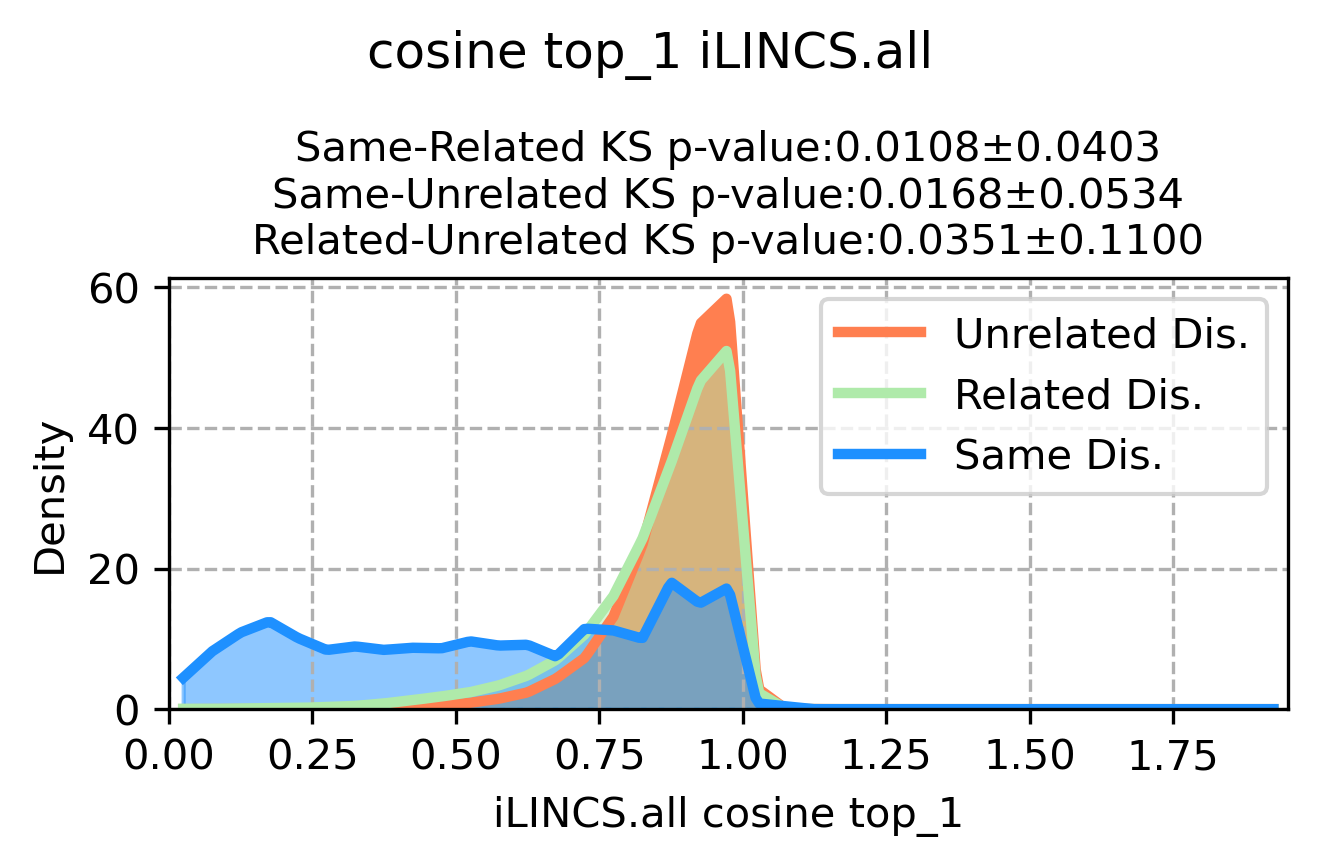 cosine top_1 iLINCS.all
Same-Related KS p-value:0.0108±0.0403
Same-Unrelated KS p-value:0.0168±0.0534
Related-Unrelated KS p-value:0.0351±0.1100
60
40
20
0
Density
Unrelated Dis.
Related Dis.
Same Dis.
0.00 0.25 0.50 0.75 1.00 1.25 1.50 1.75
iLINCS.all cosine top_1